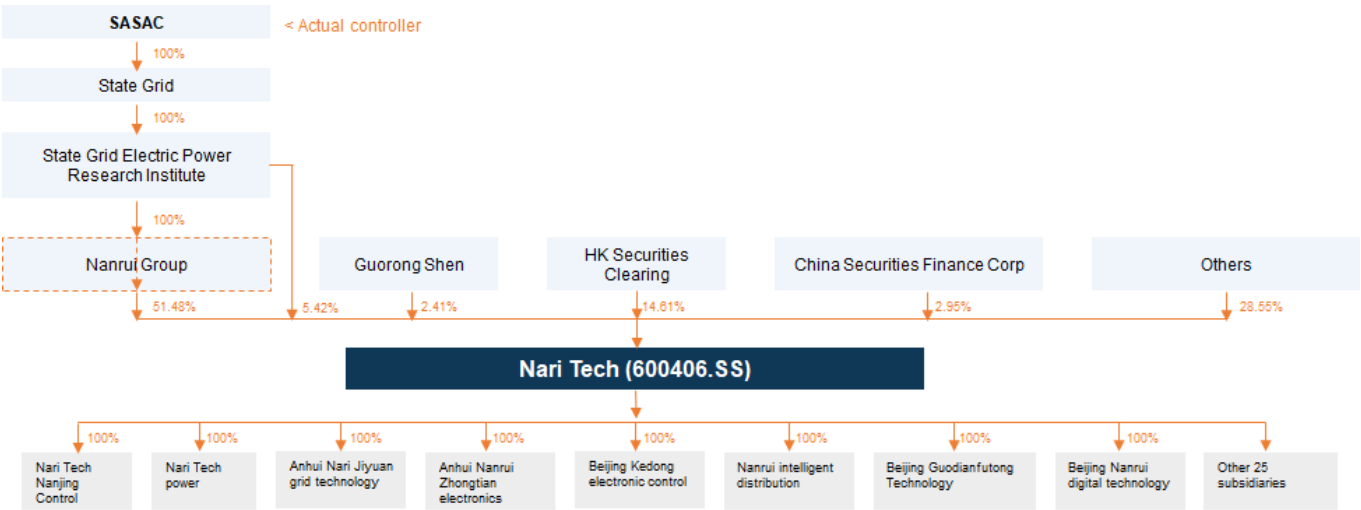 SASAC
< Actual controller
100%
State Grid
100%
State Grid Electric Power
Research Institute
100%
Nanrui Group
Guorong Shen
HK Securities
Clearing
China Securities Finance Corp
Others
51.48%
5.42%
2.41%
14.61%
2.95%
28.55%
Nari Tech (600406.SS)
100%
100%
100%
100%
100%
100%
100%
100%
Nari Tech
Nanjing
Control
Nari Tech
power
Anhui Nari Jiyuan
grid technology
Anhui Nanrui
Zhongtian
electronics
Beijing Kedong
electronic control
Nanrui intelligent
distribution
Beijing Guodianfutong
Technology
Beijing Nanrui
digital technology
Other 25
subsidiaries